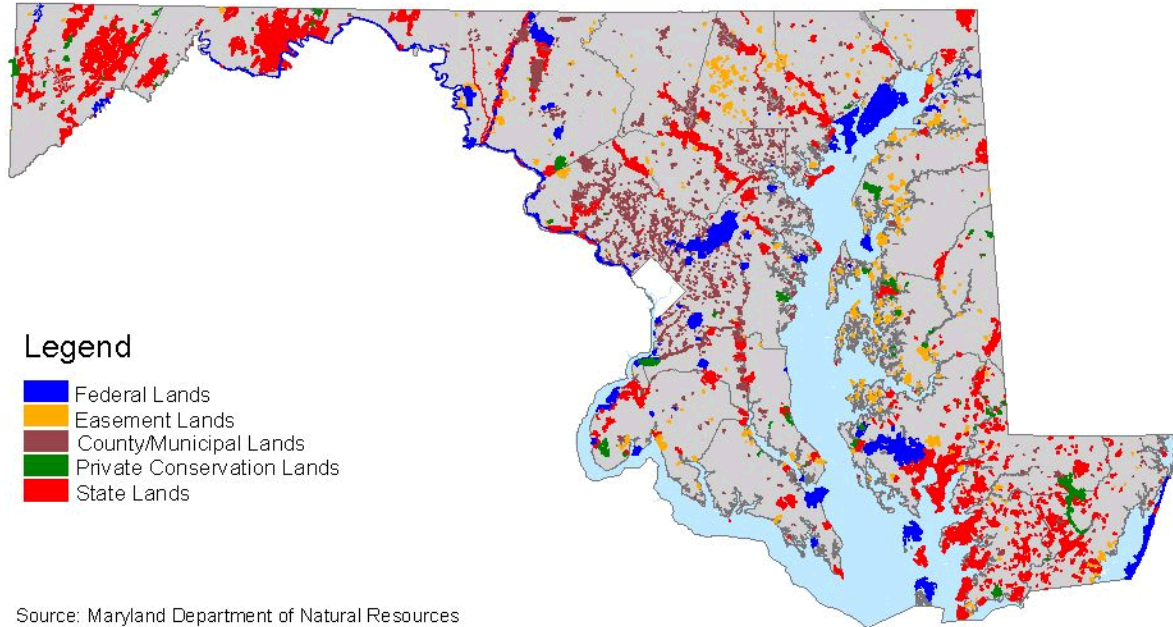 Legend
Federal Lands
Easement Lands
County/Municipal Lands
Private Conservation Lands
State Lands
Source: Maryland Department of Natural Resources